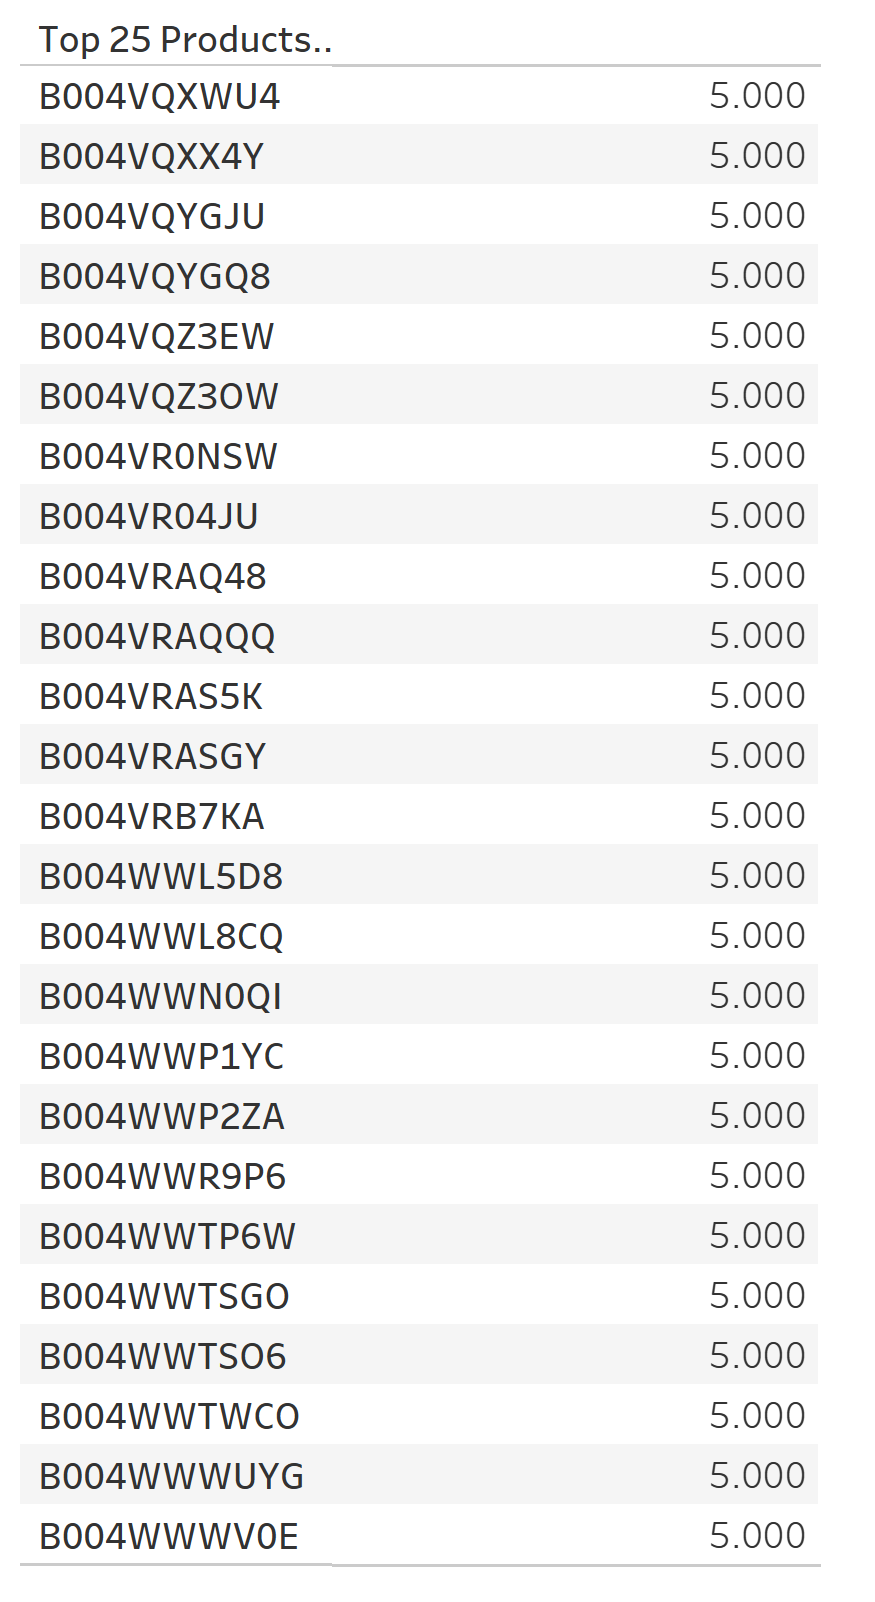 Top 25 Products..
B004VQXWU4 5.000
B004VQXX4Y 5.000
B004VQYGJU 5.000
B004VQYGQ8 5.000
B004VQZ3EW 5.000
B004VQZ3OW 5.000
B004VR0NSW 5.000
B004VR04JU 5.000
B004VRAQ48 5.000
B004VRAQQQ 5.000
B004VRAS5K 5.000
B004VRASGY 5.000
B004VRB7KA 5.000
B004WWL5D8 5.000
B004WWL8CQ 5.000
B004WWN0QI 5.000
B004WWP1YC 5.000
B004WWP2ZA 5.000
B004WWR9P6 5.000
B004WWTP6W 5.000
B004WWTSGO 5.000
B004WWTSO6 5.000
B004WWTWCO 5.000
B004WWWUYG 5.000
B004WWWV0E 5.000